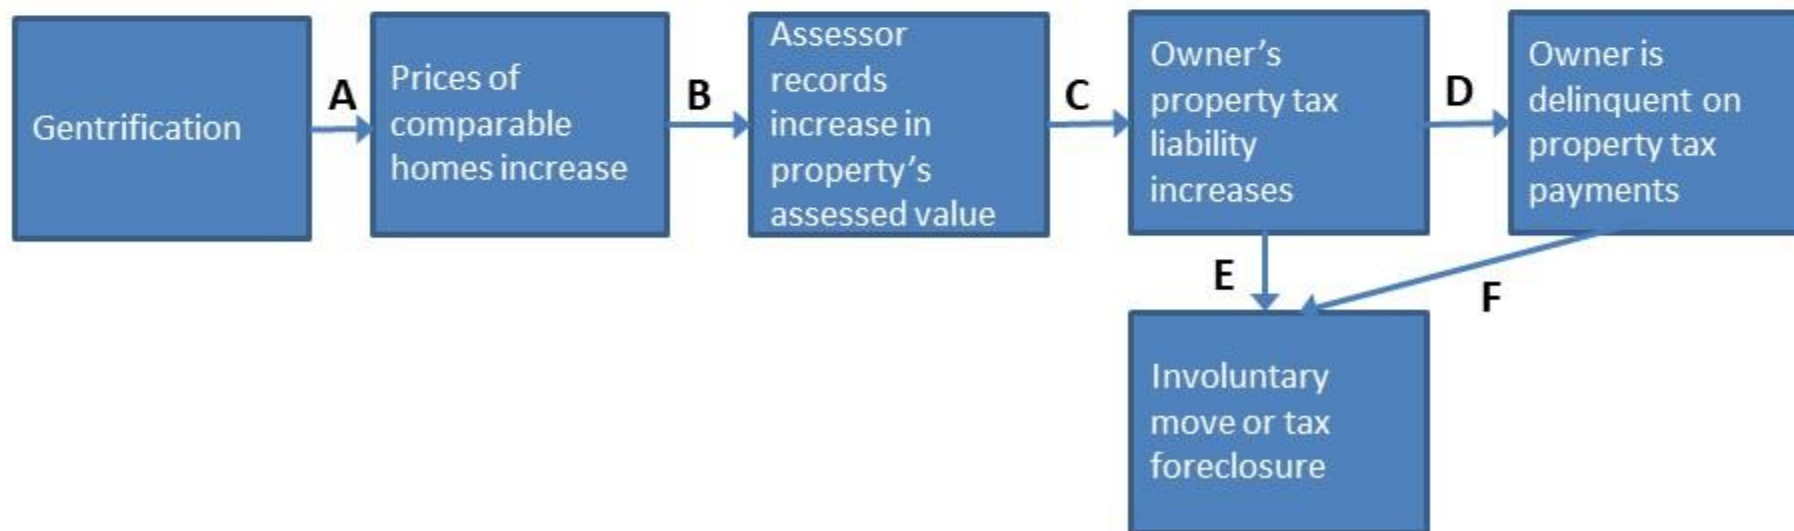 Gentrification
A
Prices of
comparable
homes increase
B
Assessor
records
increase in
property's
assessed value
C
Owner's
property tax
liability
increases
D
Owner is
delinquent on
property tax
payments
E
F
Involuntary
move or tax
foreclosure